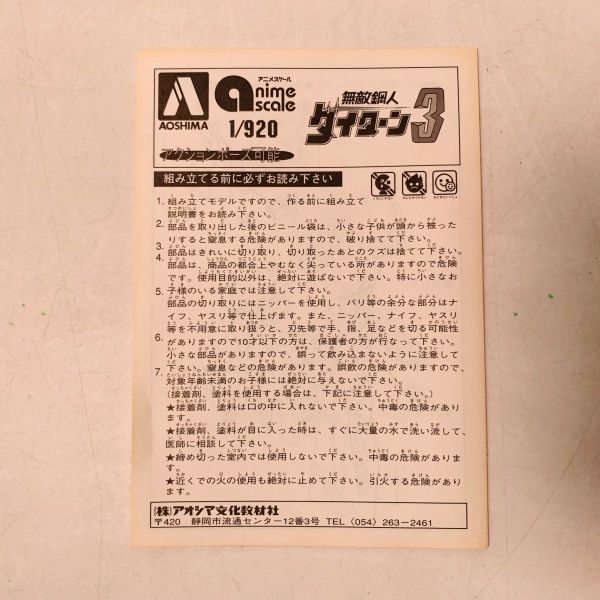 アニメスケール
anime
scale
AOSHIMA
1/920
無敵鋼人
ダイターン3
アクションポーズ可能
組み立てる前に必ずお読み下さい
1. 組み立てモデルですので、作る前に組み立て
説明書をお読み下さい。
2. 部品を取り出した後のビニール袋は、小さな子供が頭から被った
りすると窒息する危険がありますので、破り捨てて下さい。
3. 部品はきれいに切り取り、切り取ったあとのクズは捨てて下さい。
4. 部品は、商品の都合上やむなく尖っている所がありますので危険
です。使用目的以外は、絶対に遊ばないで下さい。特に小さなお
子様のいる家庭では注意して下さい。
5. 部品の切り取りにはニッパーを使用し、バリ等の余分な部分はナ
イフ、ヤスリ等で仕上げます。また、ニッパー、ナイフ、ヤスリ
等を不用意に取り扱うと、刃先等で手、指、足などを切る可能性
がありますので10才以下の方は、保護者の方が行なって下さい。
6. 小さな部品がありますので、誤って飲み込まないように注意して
下さい。窒息などの危険があります。誤飲の危険がありますので、
対象年齢未満のお子様には絶対に与えないで下さい。
7. (接着剤、塗料を使用する場合は、下記に注意して下さい。)
★接着剤、塗料は口の中に入れないで下さい。中毒の危険があり
ます。
★接着剤、塗料が目に入った時は、すぐに大量の水で洗い流して、
医師に相談して下さい。
★締め切った室内では使用しないで下さい。中毒の危険がありま
す。
★近くでの火の使用も絶対に止めて下さい。引火する危険があり
ます。
(株)アオシマ文化教材社
〒420 静岡市流通センター12番3号 TEL〈054〉263-2461